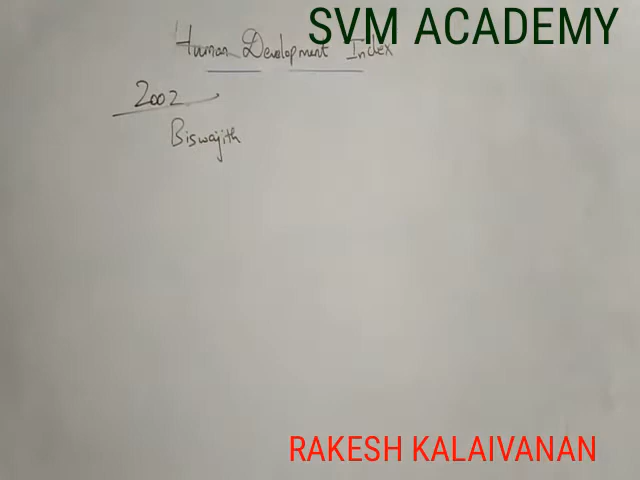 SVM ACADEMY
Human Development Index
2002
Biswajith
RAKESH KALAIVANAN